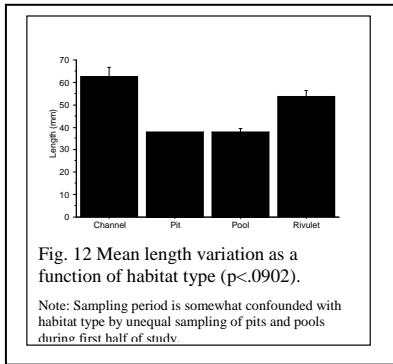 70
60
50
40
30
20
10
0
Length (mm)
Channel Pit Pool Rivulet
Fig. 12 Mean length variation as a
function of habitat type (p<.0902).
Note: Sampling period is somewhat confounded with
habitat type by unequal sampling of pits and pools
during first half of study.